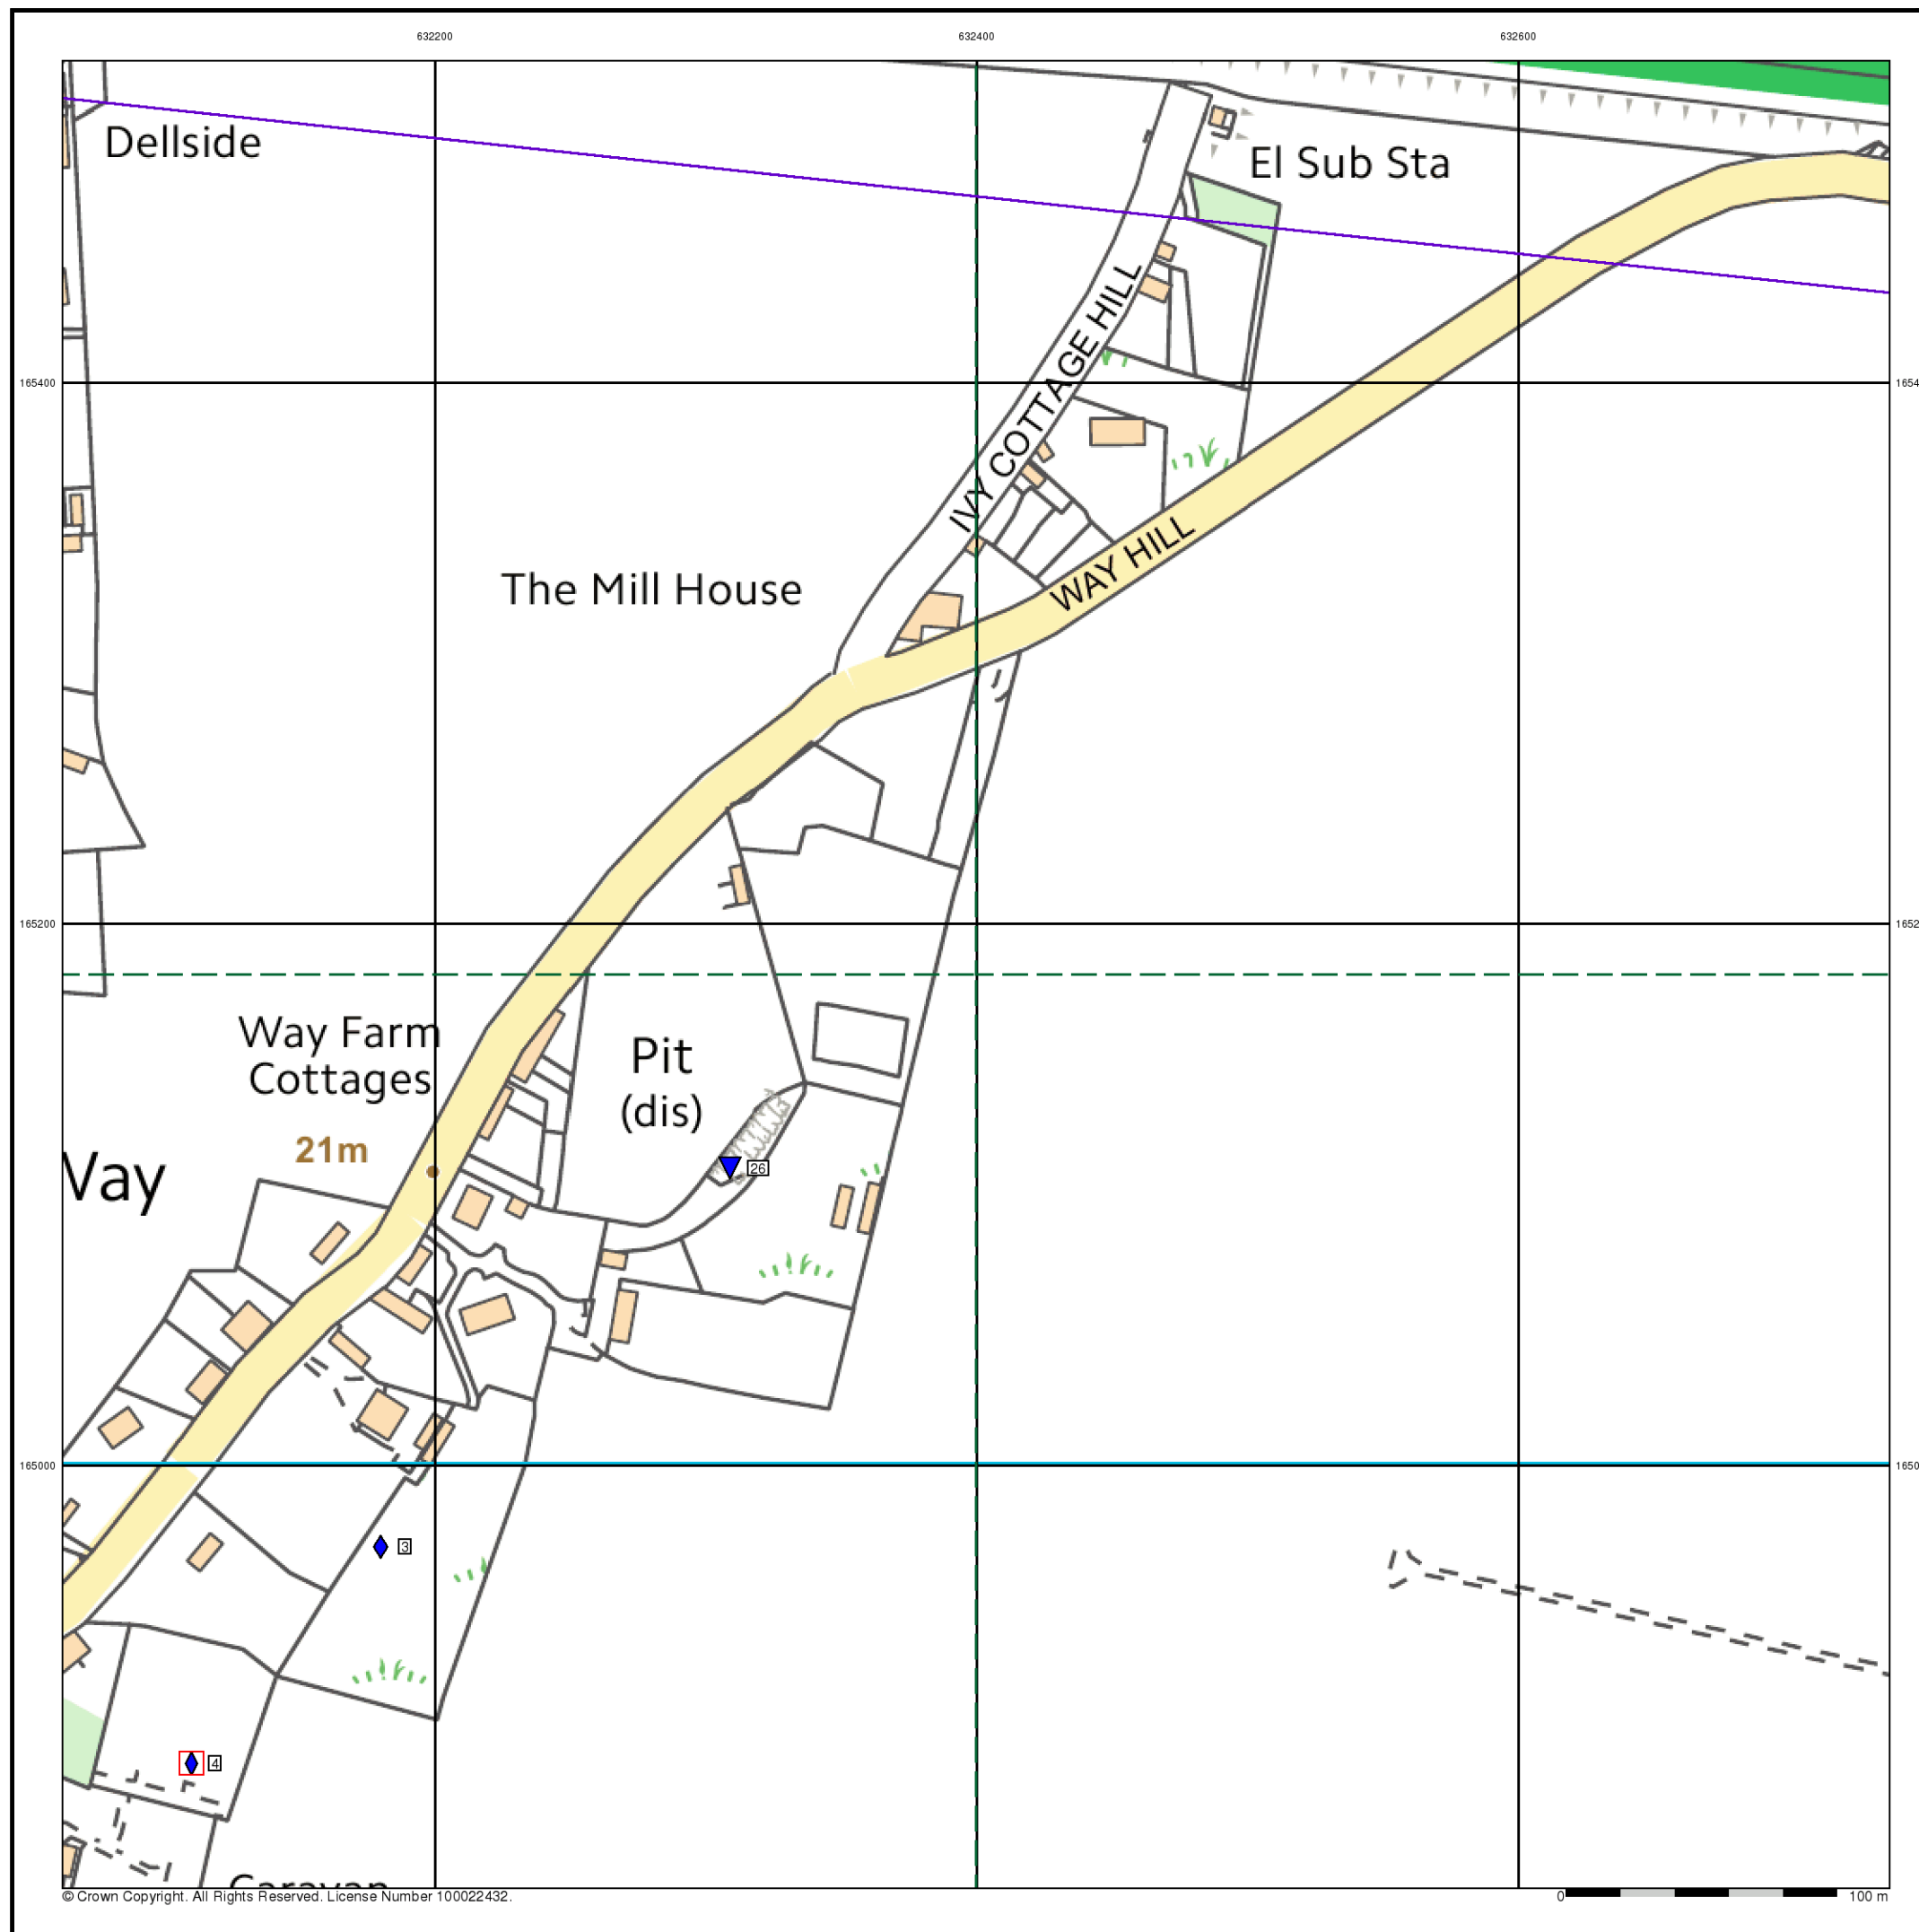 632200
632400
632600
Dellside
El Sub Sta
IVY COTTAGE HILL
165400
WAY HILL
The Mill House
165200
Way Farm
Cottages
Pit
(dis)
21m
26
165000
3
4
© Crown Copyright. All Rights Reserved. License Number 100022432.
0
100 m